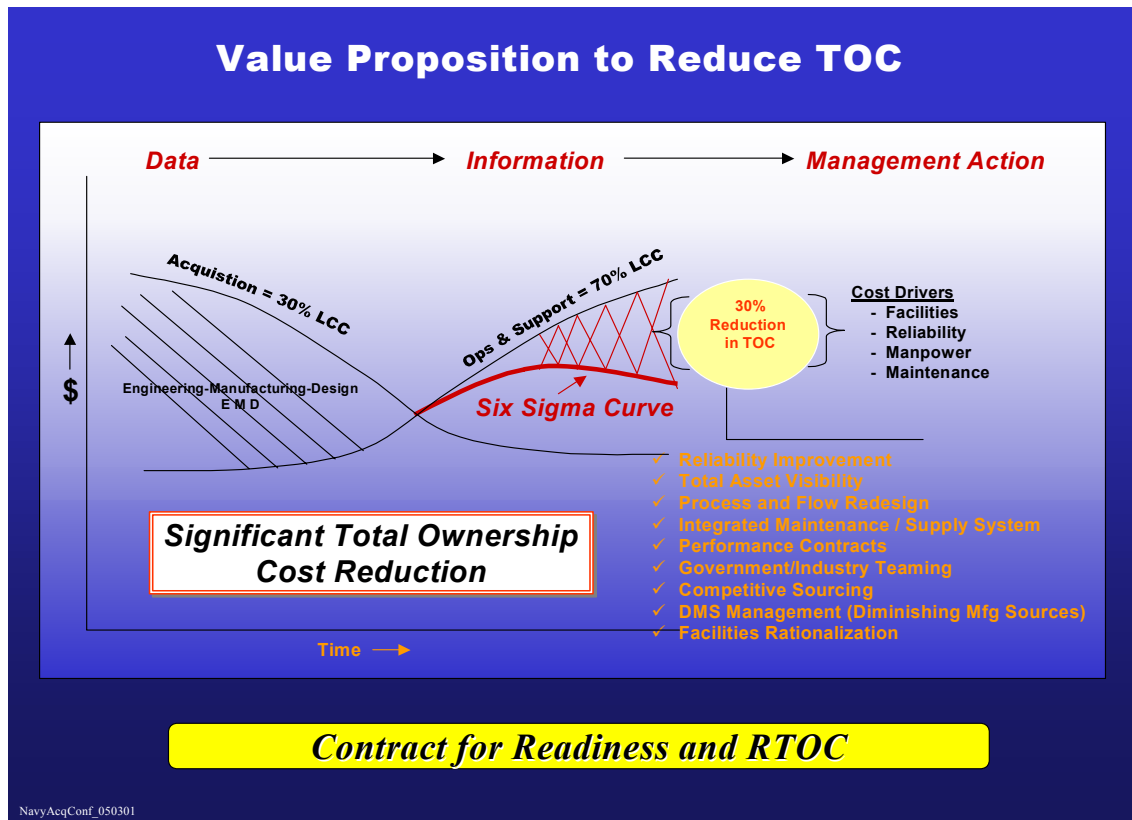 Value Proposition to Reduce TOC
Data
Information
Management Action
Acquistion = 30% LCC
Ops & Support = 70% LCC
30%
Reduction
in TOC
Cost Drivers
- Facilities
- Reliability
- Manpower
- Maintenance
$
Engineering-Manufacturing-Design
E M D
Six Sigma Curve
✓ Reliability Improvement
✓ Total Asset Visibility
✓ Process and Flow Redesign
✓ Integrated Maintenance / Supply System
✓ Performance Contracts
✓ Government/Industry Teaming
✓ Competitive Sourcing
✓ DMS Management (Diminishing Mfg Sources)
✓ Facilities Rationalization
Significant Total Ownership
Cost Reduction
Time
Contract for Readiness and RTOC
NavyAcqConf_050301